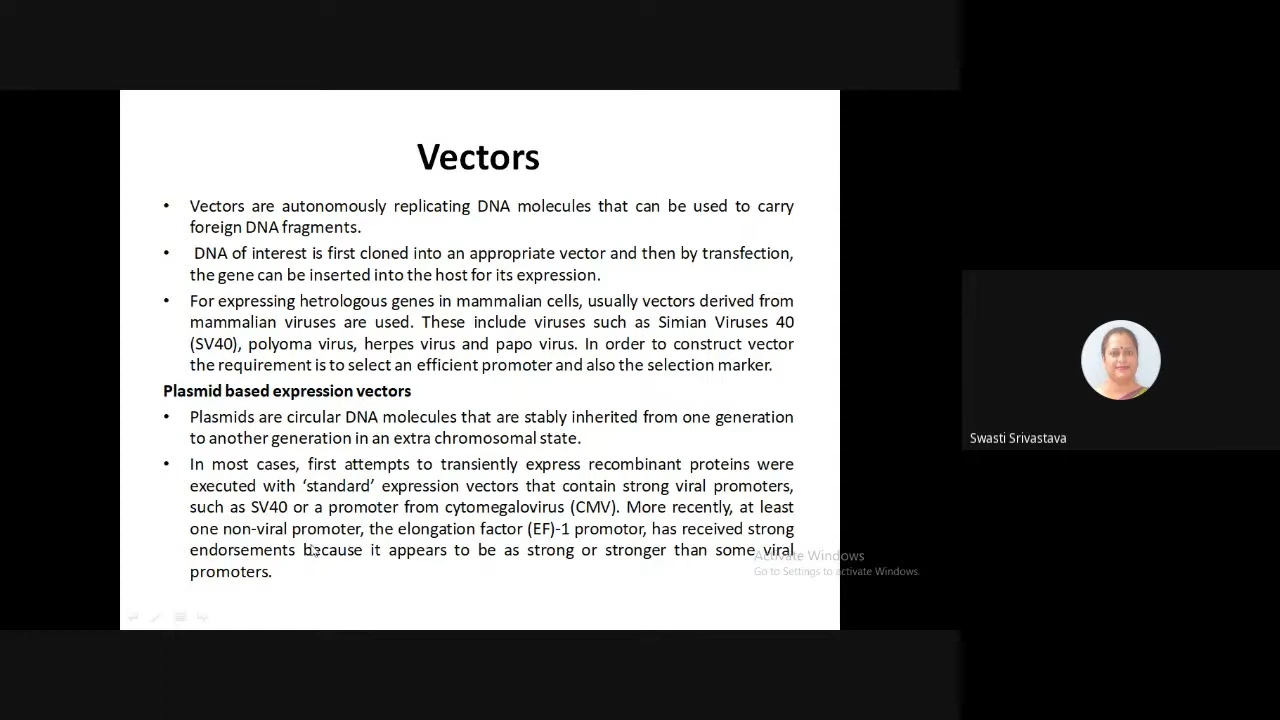 Vectors
• Vectors are autonomously replicating DNA molecules that can be used to carry
foreign DNA fragments.
• DNA of interest is first cloned into an appropriate vector and then by transfection,
the gene can be inserted into the host for its expression.
• For expressing hetrologous genes in mammalian cells, usually vectors derived from
mammalian viruses are used. These include viruses such as Simian Viruses 40
(SV40), polyoma virus, herpes virus and papo virus. In order to construct vector
the requirement is to select an efficient promoter and also the selection marker.
Plasmid based expression vectors
• Plasmids are circular DNA molecules that are stably inherited from one generation
to another generation in an extra chromosomal state.
• In most cases, first attempts to transiently express recombinant proteins were
executed with ‘standard’ expression vectors that contain strong viral promoters,
such as SV40 or a promoter from cytomegalovirus (CMV). More recently, at least
one non-viral promoter, the elongation factor (EF)-1 promotor, has received strong
endorsements because it appears to be as strong or stronger than some viral
promoters.
Activate Windows
Go to Settings to activate Windows.
Swasti Srivastava